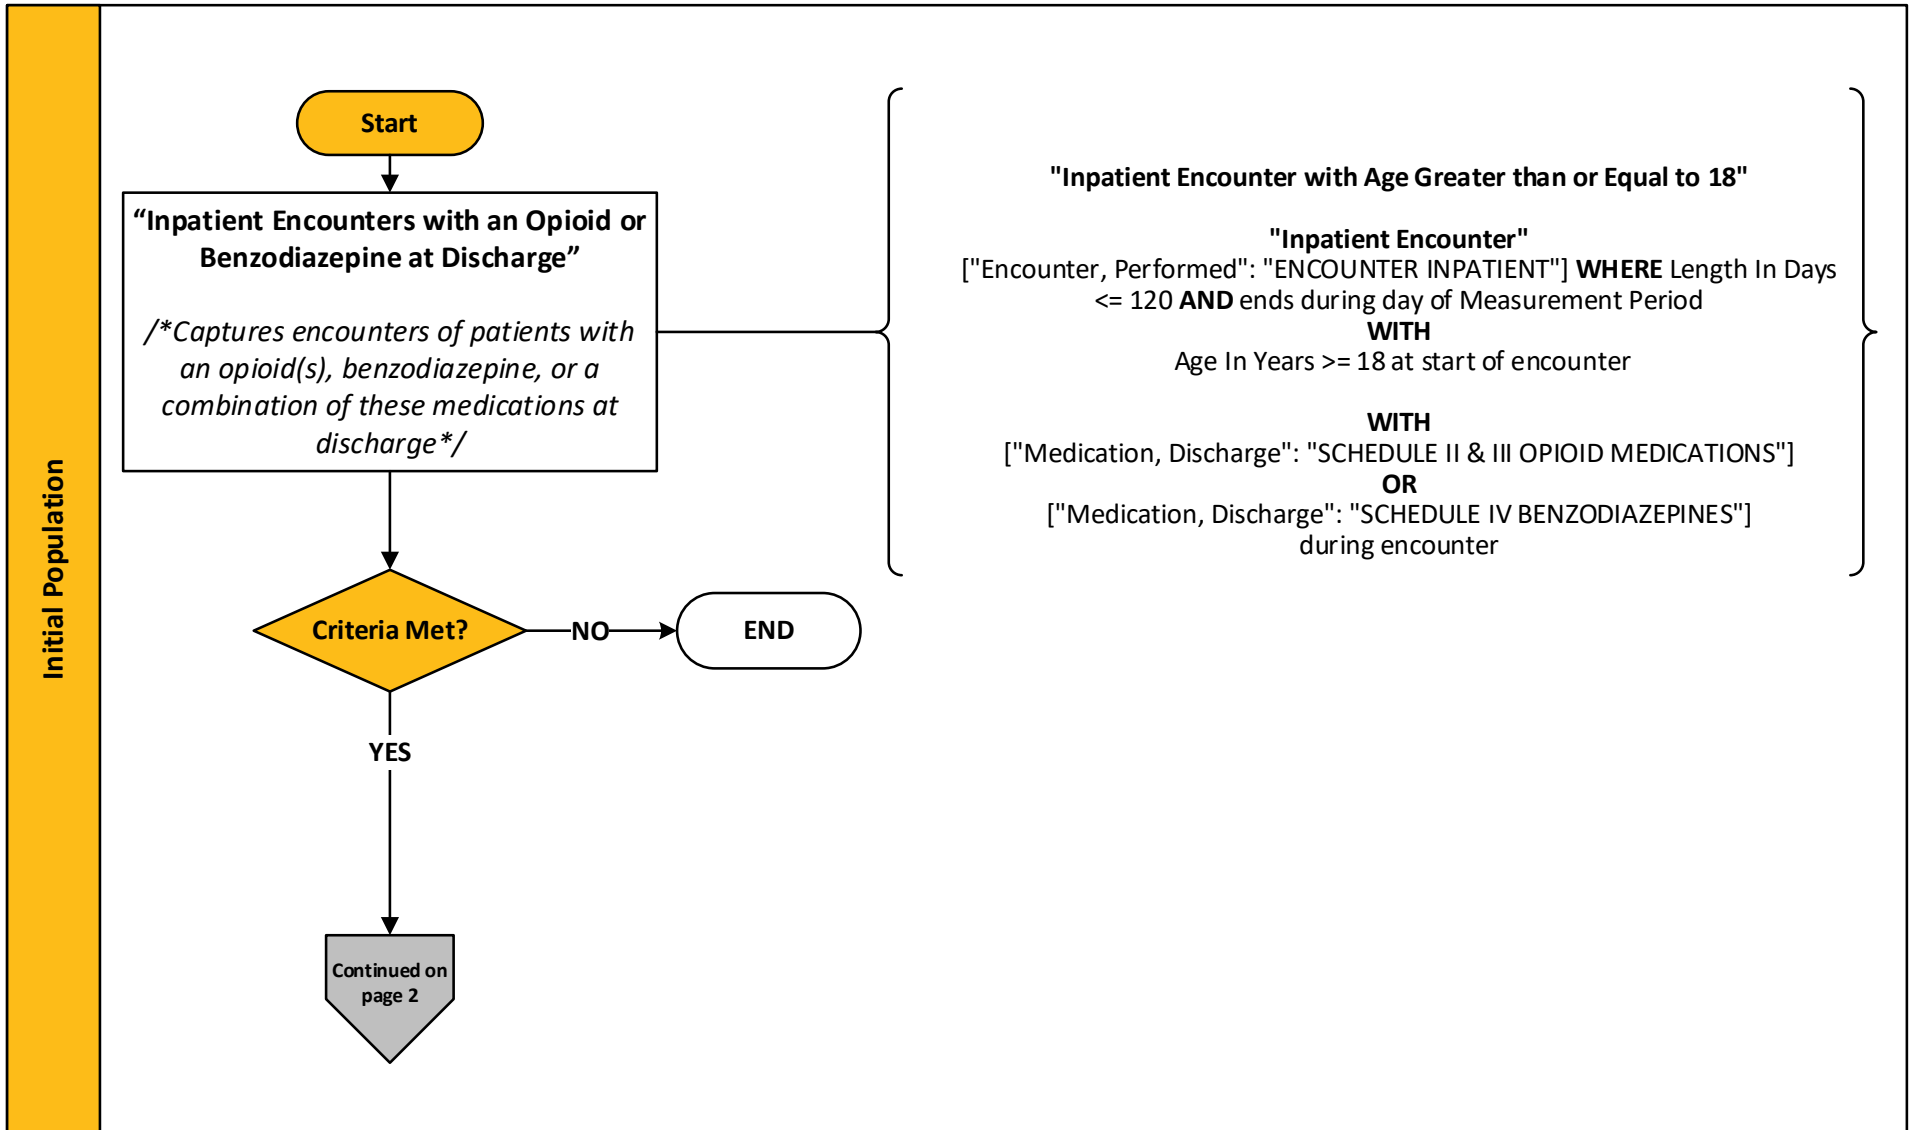 Initial Population
Start
“Inpatient Encounters with an Opioid or
Benzodiazepine at Discharge”
/*Captures encounters of patients with
an opioid(s), benzodiazepine, or a
combination of these medications at
discharge*/
"Inpatient Encounter with Age Greater than or Equal to 18"
"Inpatient Encounter"
["Encounter, Performed": "ENCOUNTER INPATIENT"] WHERE Length In Days
<= 120 AND ends during day of Measurement Period
WITH
Age In Years >= 18 at start of encounter
WITH
["Medication, Discharge": "SCHEDULE II & III OPIOID MEDICATIONS"]
OR
["Medication, Discharge": "SCHEDULE IV BENZODIAZEPINES"]
during encounter
Criteria Met?
NO
END
YES
Continued on
page 2